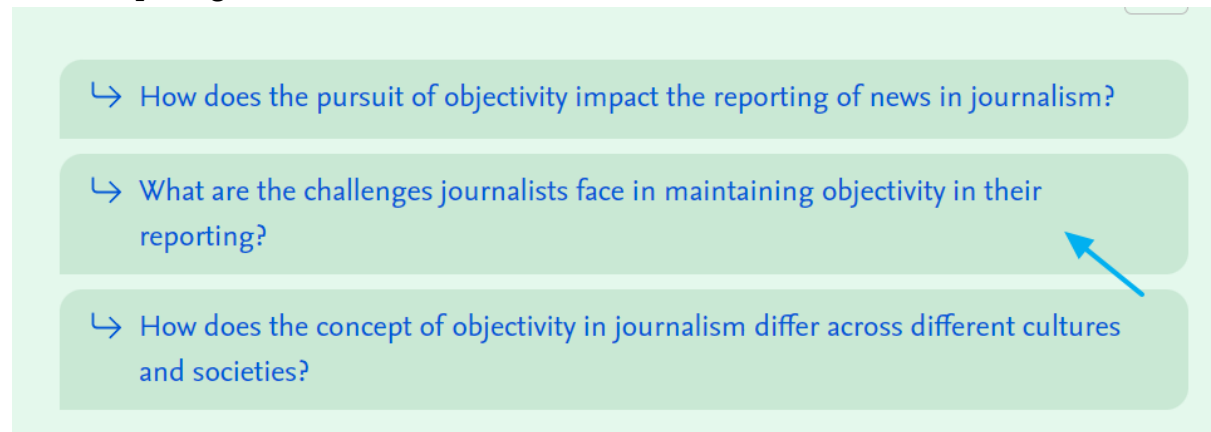 How does the pursuit of objectivity impact the reporting of news in journalism?
What are the challenges journalists face in maintaining objectivity in their
reporting?
How does the concept of objectivity in journalism differ across different cultures
and societies?